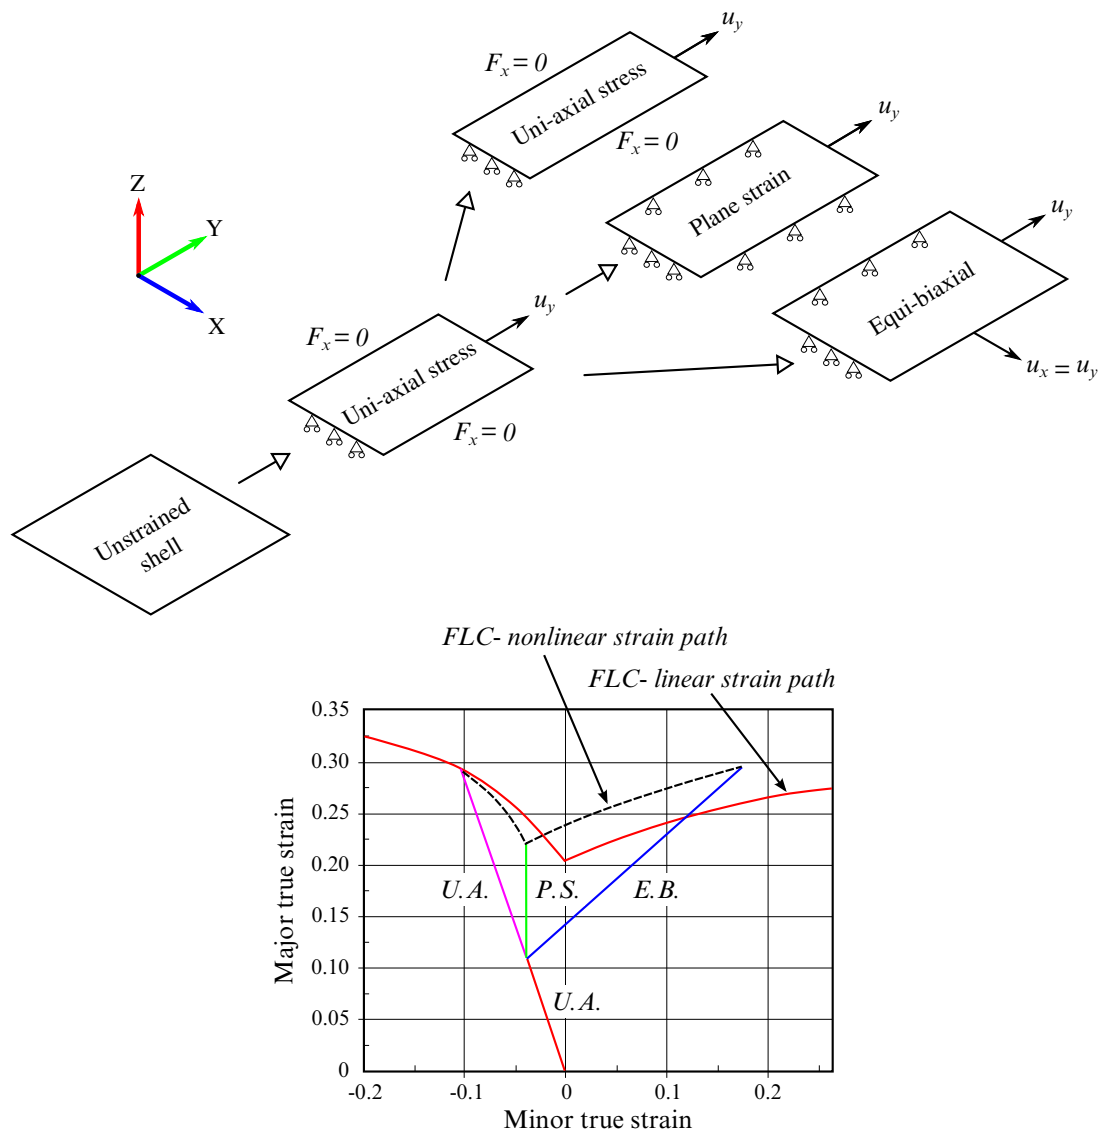 u_y
F_x = 0
Uni-axial stress
F_x = 0
u_y
Plane strain
Z
Y
X
u_y
Equi-biaxial
u_x = u_y
u_y
F_x = 0
Uni-axial stress
F_x = 0
Unstrained
shell
FLC- nonlinear strain path
FLC- linear strain path
0.35
0.30
0.25
0.20
0.15
0.10
0.05
0
Major true strain
U.A.
P.S.
E.B.
U.A.
-0.2
-0.1
0
0.1
0.2
Minor true strain